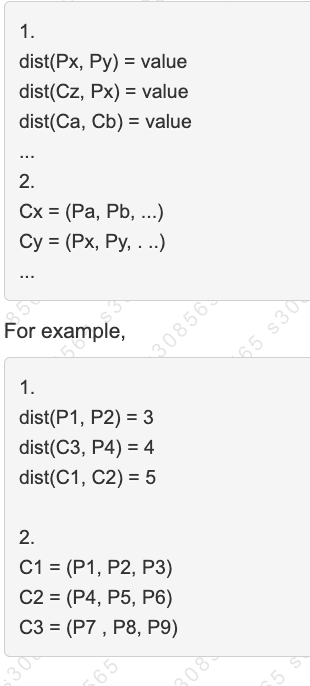 1.
dist(Px, Py) = value
dist(Cz, Px) = value
dist(Ca, Cb) = value
...
2.
Cx = (Pa, Pb, ...)
Cy = (Px, Py, . ..)
...
For example,
1.
dist(P1, P2) = 3
dist(C3, P4) = 4
dist(C1, C2) = 5
2.
C1 = (P1, P2, P3)
C2 = (P4, P5, P6)
C3 = (P7 , P8, P9)